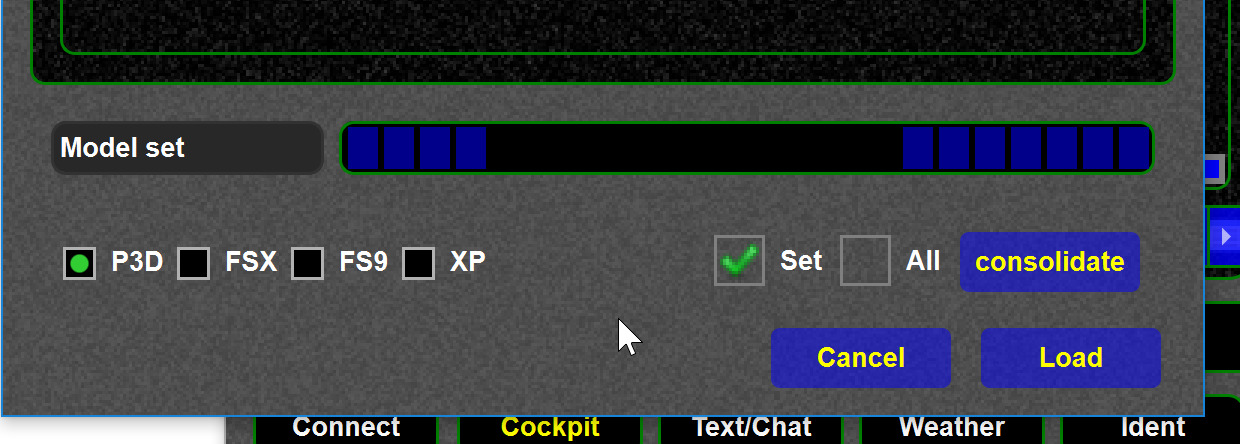 Model set
P3D FSX FS9 XP Set All consolidate
Cancel Load
Connect Cockpit Text/Chat Weather Ident